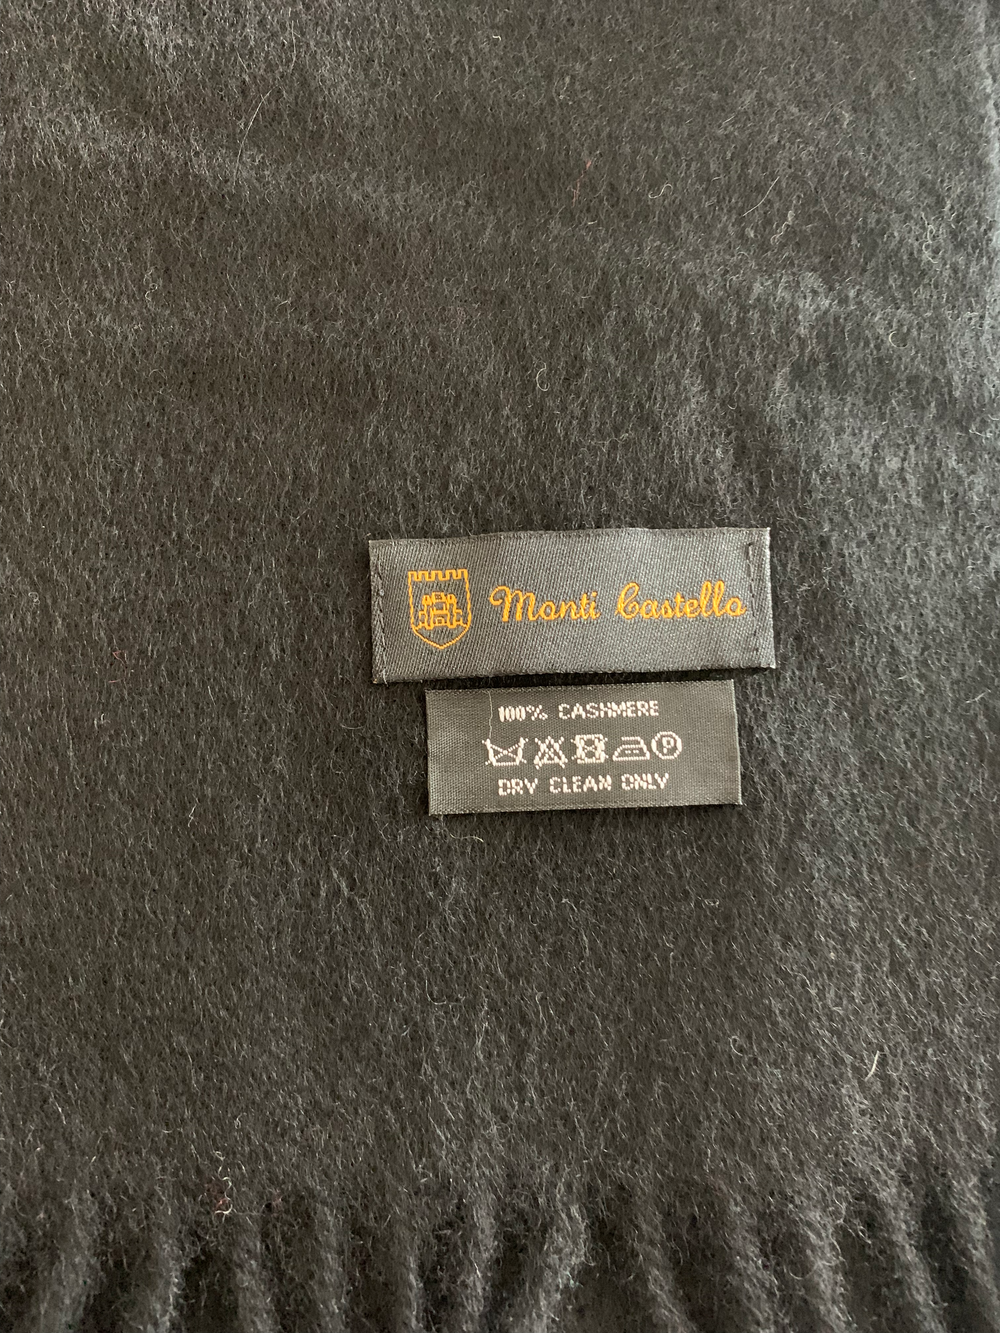 Monti Castello
100% CASHMERE
P
DRY CLEAN ONLY